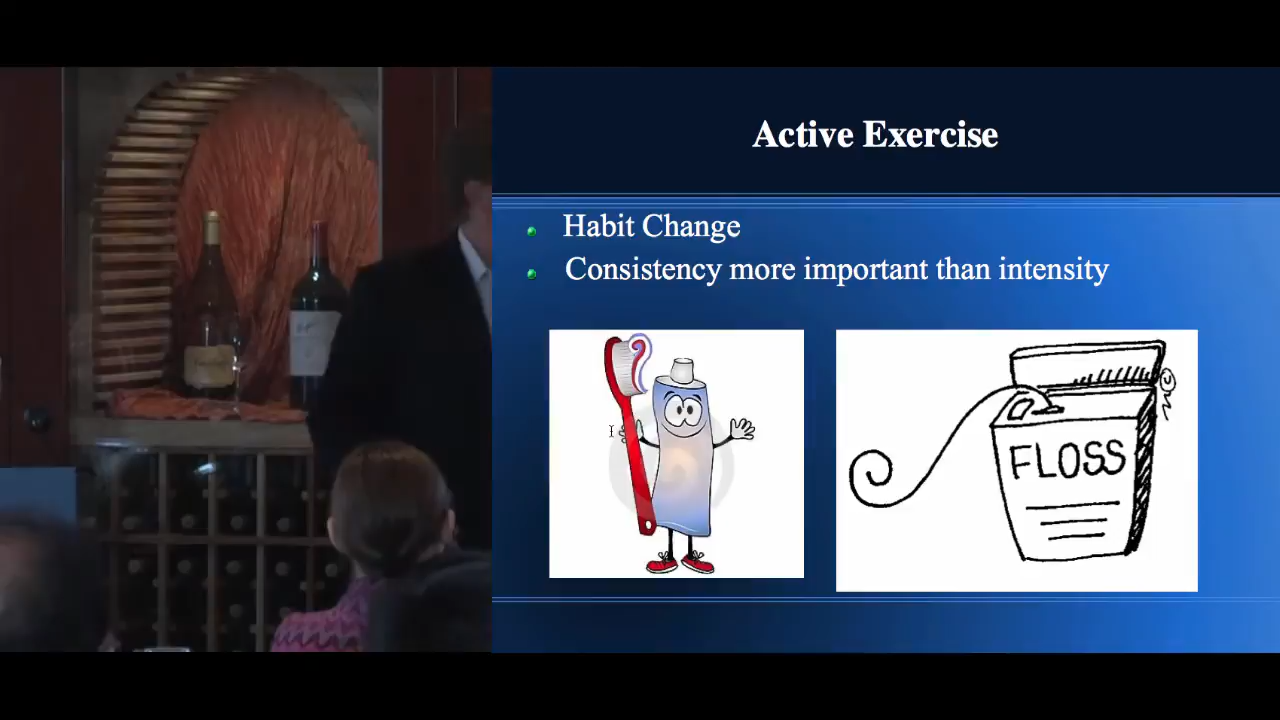 Active Exercise
Habit Change
Consistency more important than intensity
FLOSS